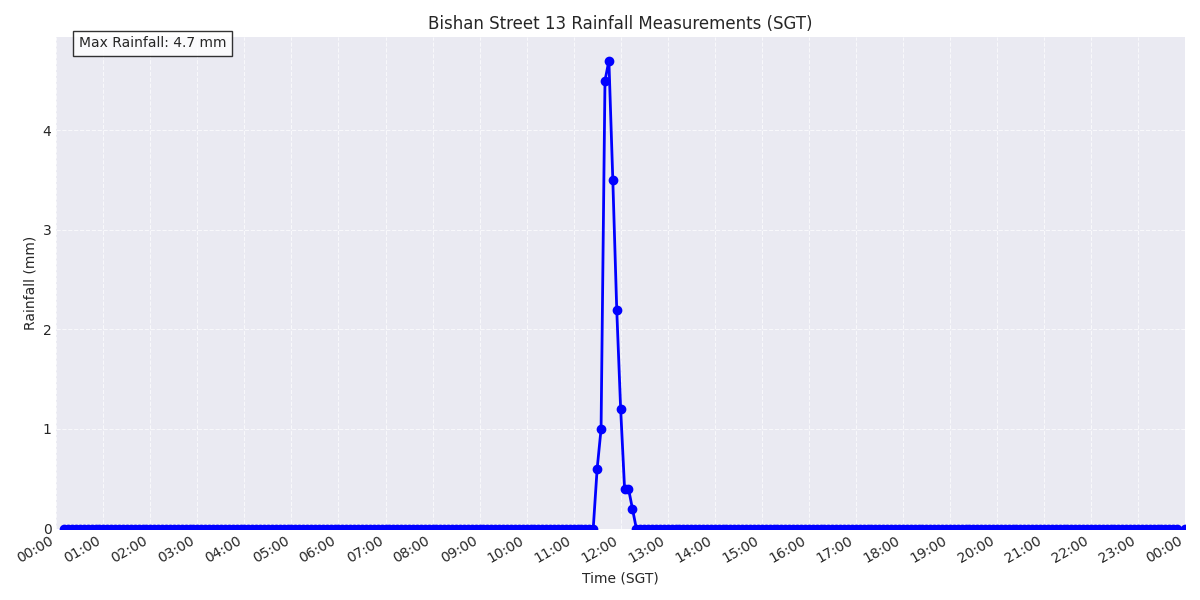 Bishan Street 13 Rainfall Measurements (SGT)
Max Rainfall: 4.7 mm
Rainfall (mm)
4
3
2
1
0
00:00 01:00 02:00 03:00 04:00 05:00 06:00 07:00 08:00 09:00 10:00 11:00 12:00 13:00 14:00 15:00 16:00 17:00 18:00 19:00 20:00 21:00 22:00 23:00 00:00
Time (SGT)